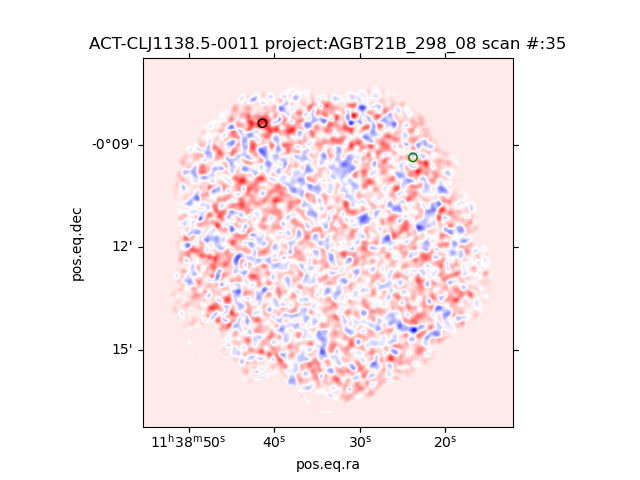 ACT-CLJ1138.5-0011 project:AGBT21B_298_08 scan #:35
-0°09'
12'
15'
pos.eq.dec
11ʰ38ᵐ50ˢ 40ˢ 30ˢ 20ˢ
pos.eq.ra